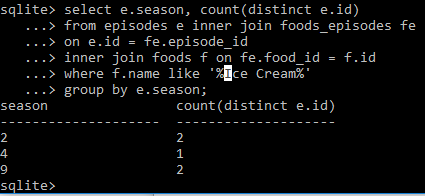 sqlite> select e.season, count(distinct e.id)
...> from episodes e inner join foods_episodes fe
...> on e.id = fe.episode_id
...> inner join foods f on fe.food_id = f.id
...> where f.name like '%Ice Cream%'
...> group by e.season;
season count(distinct e.id)
-------------------- --------------------
2 2
4 1
9 2
sqlite>